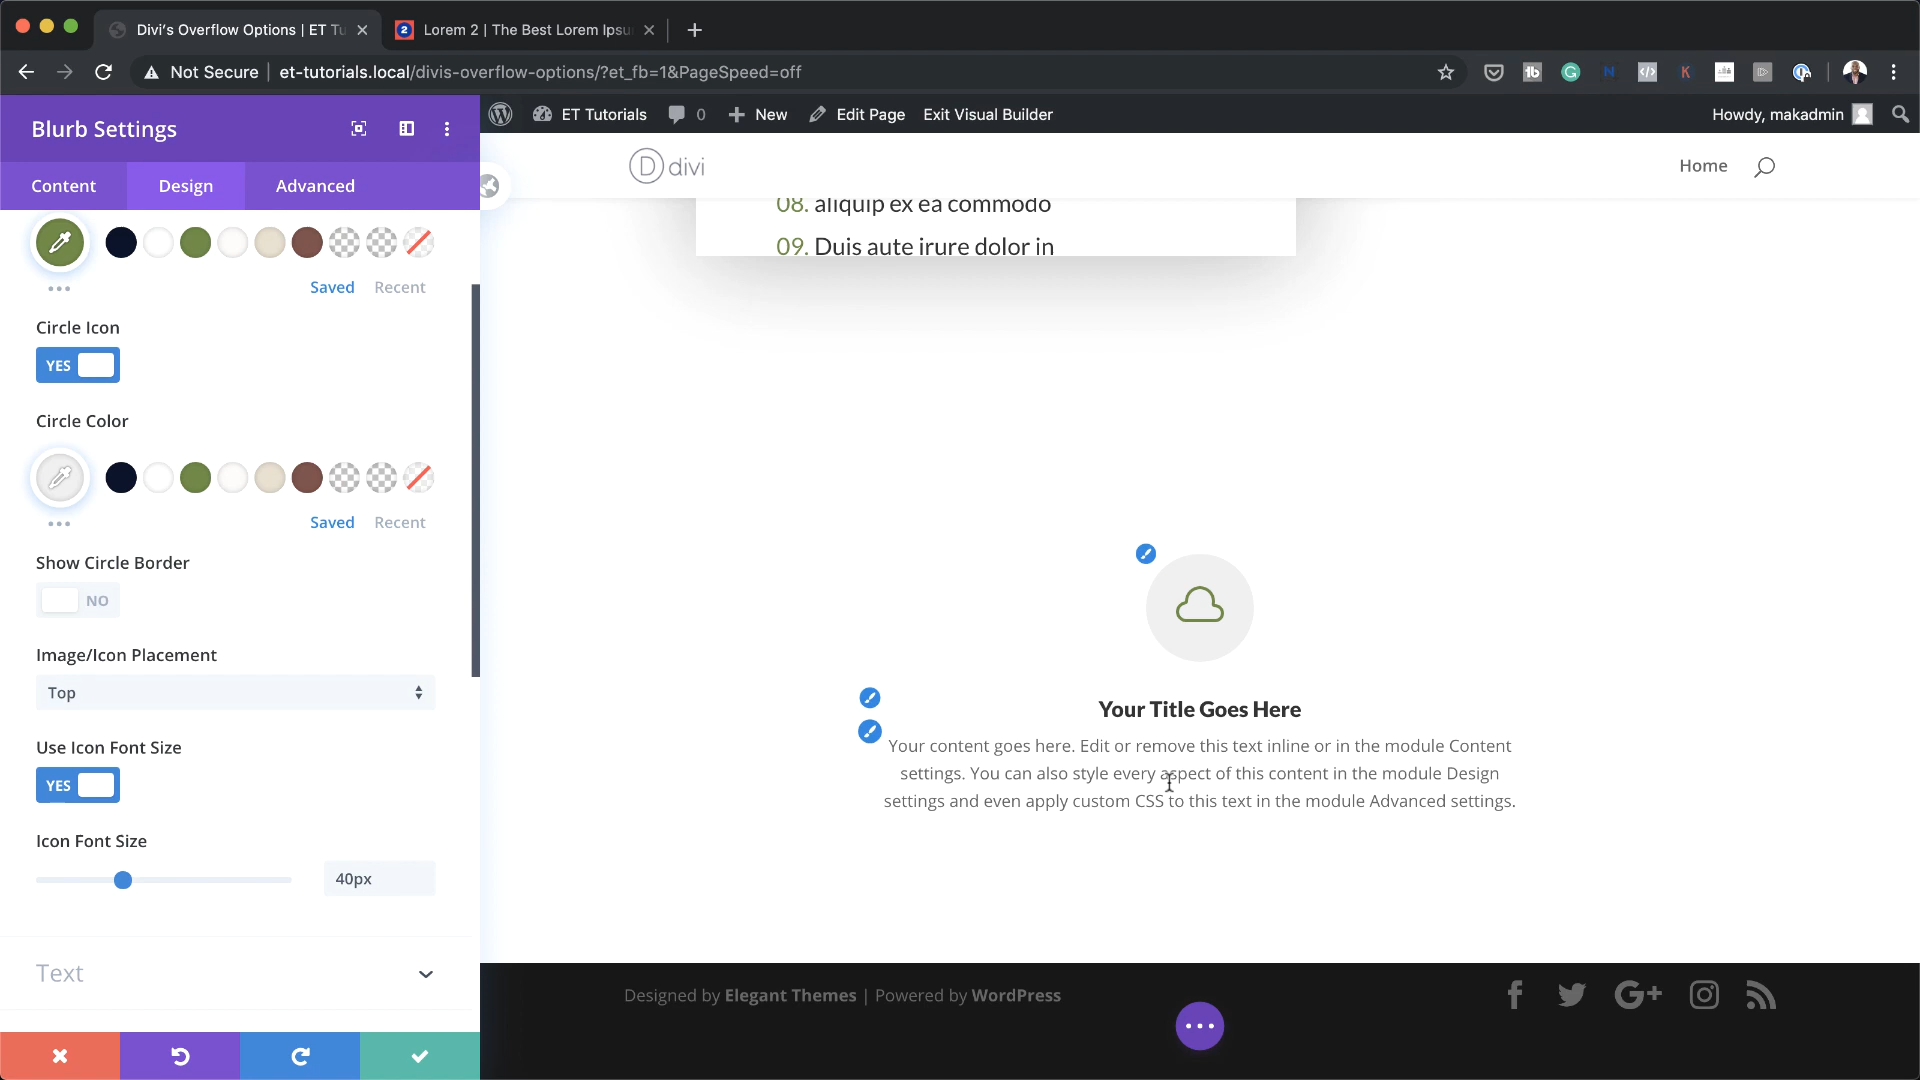 Divi's Overflow Options | ET Tu
Lorem 2 | The Best Lorem Ipsu
Not Secure
et-tutorials.local/divis-overflow-options/?et_fb=1&PageSpeed=off
ET Tutorials
0
New
Edit Page
Exit Visual Builder
Howdy, makadmin
Blurb Settings
Content
Design
Advanced
divi
Home
08. aliquip ex ea commodo
09. Duis aute irure dolor in
Saved
Recent
Circle Icon
YES
Circle Color
Saved
Recent
Show Circle Border
NO
Image/Icon Placement
Top
Use Icon Font Size
YES
Icon Font Size
40px
Text
Your Title Goes Here
Your content goes here. Edit or remove this text inline or in the module Content
settings. You can also style every aspect of this content in the module Design
settings and even apply custom CSS to this text in the module Advanced settings.
Designed by Elegant Themes | Powered by WordPress